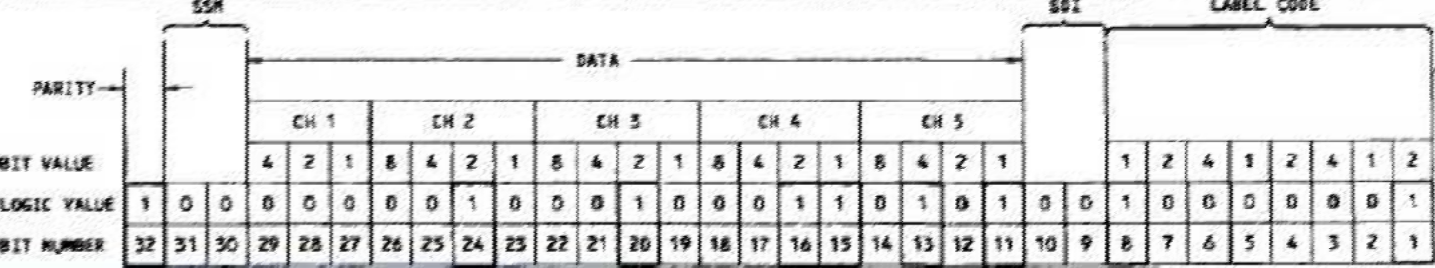 SSM SDI LABEL CODE
DATA
PARITY
CH 1 CH 2 CH 3 CH 4 CH 5
BIT VALUE 4 2 1 8 4 2 1 8 4 2 1 8 4 2 1 8 4 2 1 1 2 4 1 2 4 1 2
LOGIC VALUE 1 0 0 0 0 0 0 0 1 0 0 0 1 0 0 0 1 1 0 1 0 1 0 0 1 0 0 0 0 0 0 1
BIT NUMBER 32 31 30 29 28 27 26 25 24 23 22 21 20 19 18 17 16 15 14 13 12 11 10 9 8 7 6 5 4 3 2 1